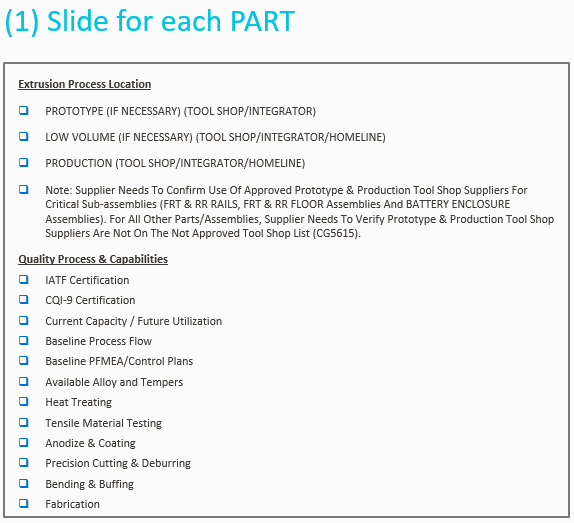 (1) Slide for each PART
Extrusion Process Location
PROTOTYPE (IF NECESSARY) (TOOL SHOP/INTEGRATOR)
LOW VOLUME (IF NECESSARY) (TOOL SHOP/INTEGRATOR/HOMELINE)
PRODUCTION (TOOL SHOP/INTEGRATOR/HOMELINE)
Note: Supplier Needs To Confirm Use Of Approved Prototype & Production Tool Shop Suppliers For
Critical Sub-assemblies (FRT & RR RAILS, FRT & RR FLOOR Assemblies And BATTERY ENCLOSURE
Assemblies). For All Other Parts/Assemblies, Supplier Needs To Verify Prototype & Production Tool Shop
Suppliers Are Not On The Not Approved Tool Shop List (CG5615).
Quality Process & Capabilities
IATF Certification
CQI-9 Certification
Current Capacity / Future Utilization
Baseline Process Flow
Baseline PFMEA/Control Plans
Available Alloy and Tempers
Heat Treating
Tensile Material Testing
Anodize & Coating
Precision Cutting & Deburring
Bending & Buffing
Fabrication